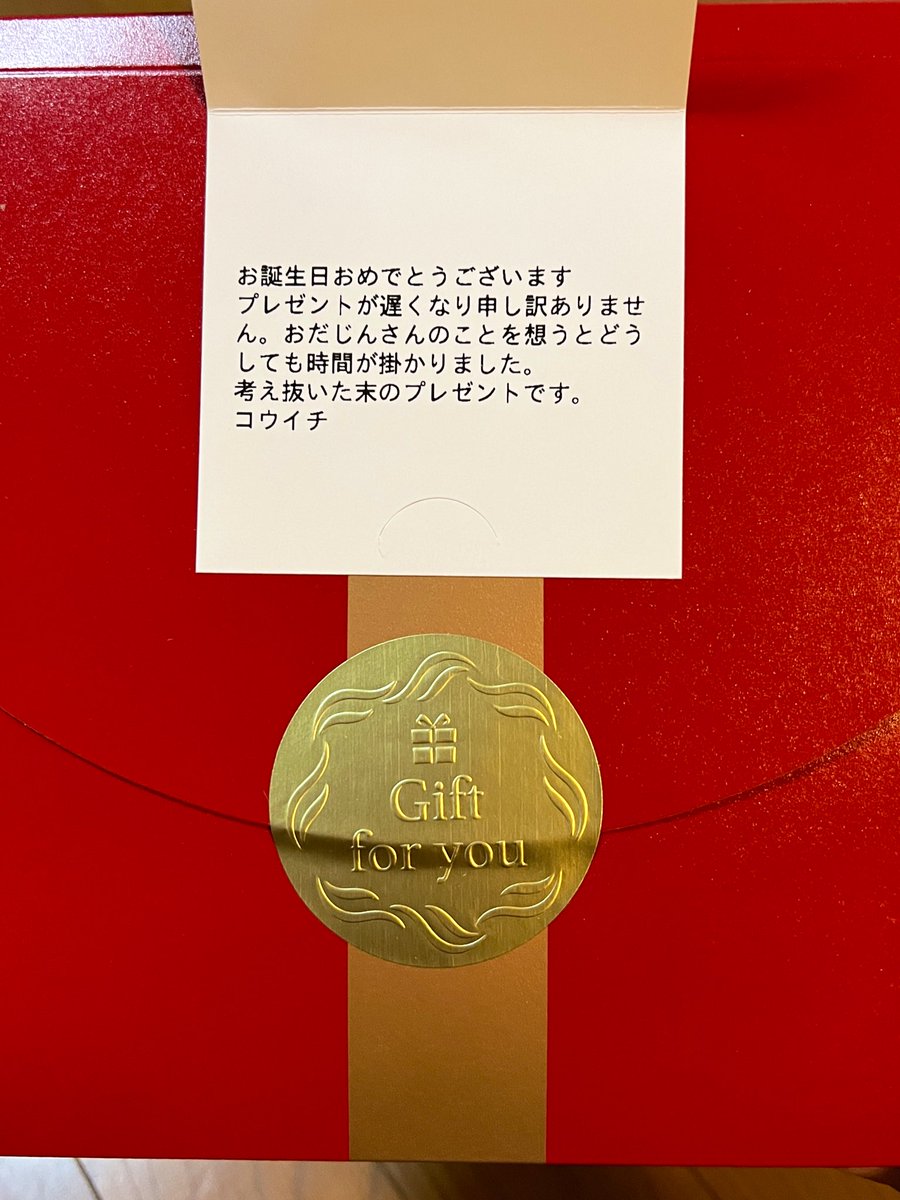 お誕生日おめでとうございます
プレゼントが遅くなり申し訳ありませ
ん。おだじんさんのことを想うとどう
しても時間が掛かりました。
考え抜いた末のプレゼントです。
コウイチ
Gift
for you